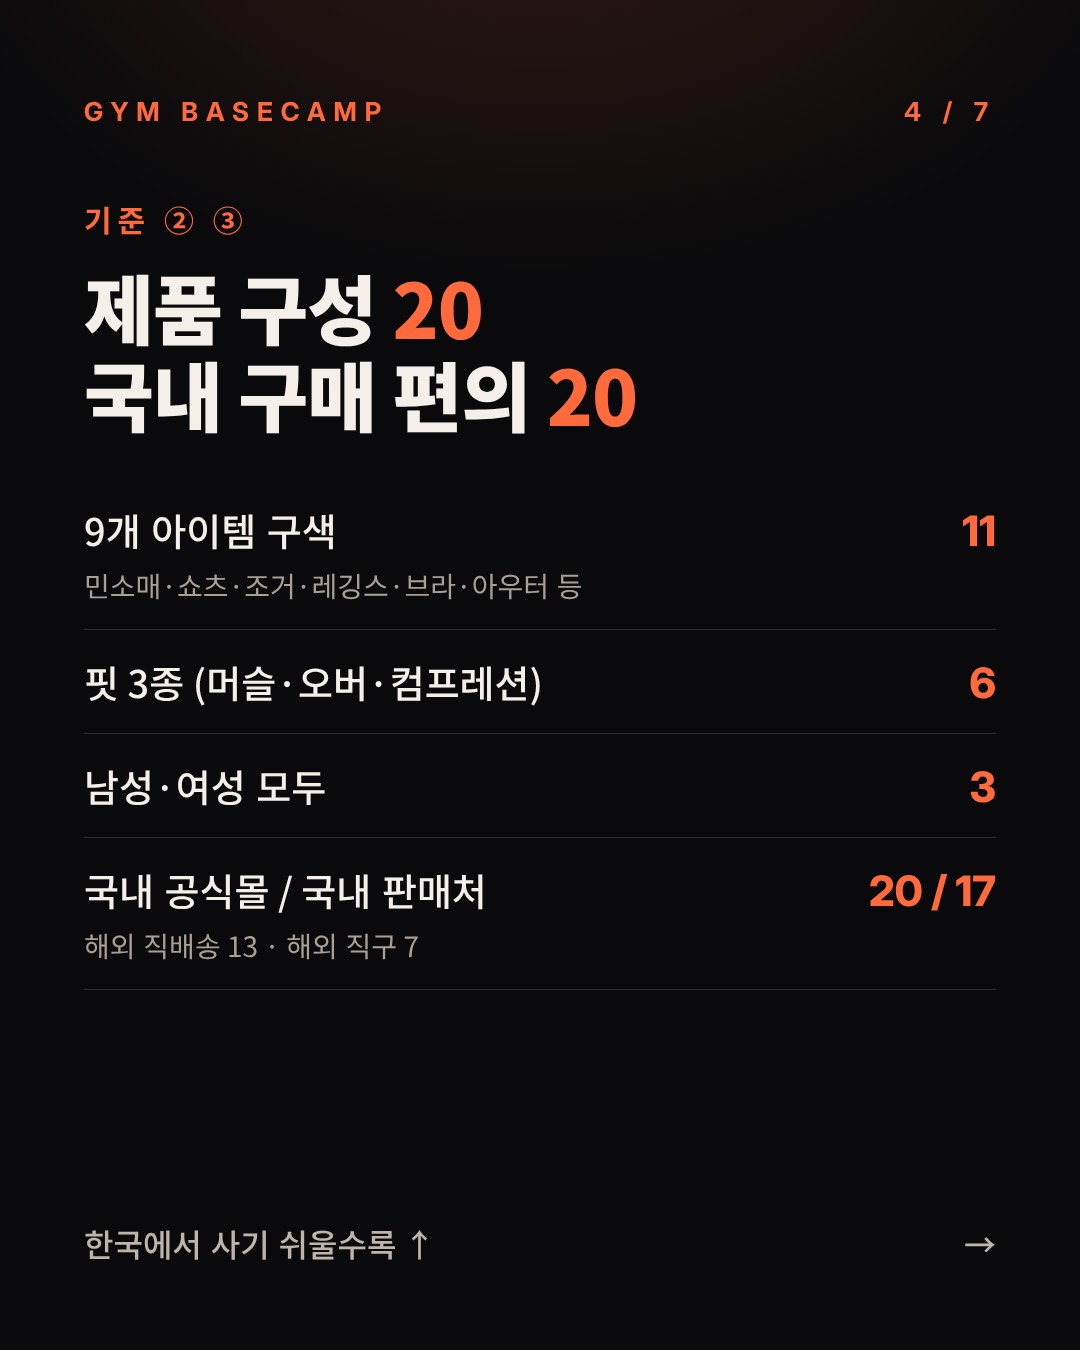 GYM BASECAMP
4 / 7
기준 ② ③
제품 구성 20
국내 구매 편의 20
9개 아이템 구색
11
민소매·쇼츠·조거·레깅스·브라·아우터 등
핏 3종 (머슬·오버·컴프레션)
6
남성·여성 모두
3
국내 공식몰 / 국내 판매처
20 / 17
해외 직배송 13 · 해외 직구 7
한국에서 사기 쉬울수록 ↑
→